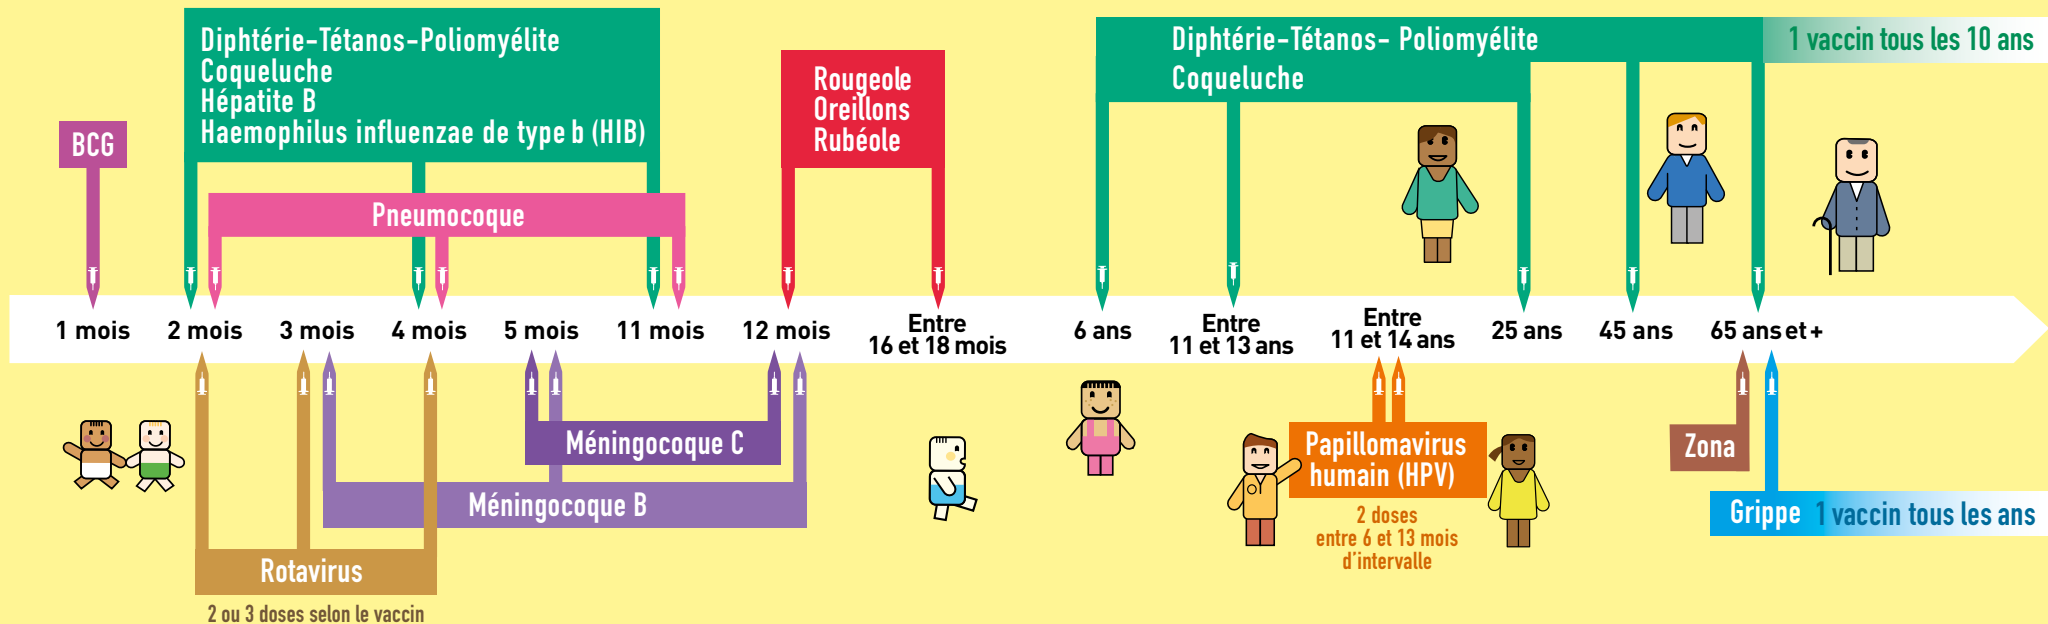 BCG
Diphtérie-Tétanos-Poliomyélite
Coqueluche
Hépatite B
Haemophilus influenzae de type b (HIB)
Pneumocoque
Rougeole
Oreillons
Rubéole
Diphtérie-Tétanos- Poliomyélite
Coqueluche
1 vaccin tous les 10 ans
1 mois
2 mois
3 mois
4 mois
5 mois
11 mois
12 mois
Entre
16 et 18 mois
6 ans
Entre
11 et 13 ans
Entre
11 et 14 ans
25 ans
45 ans
65 ans et +
Méningocoque C
Méningocoque B
Rotavirus
2 ou 3 doses selon le vaccin
Papillomavirus
humain (HPV)
2 doses
entre 6 et 13 mois
d'intervalle
Zona
Grippe 1 vaccin tous les ans